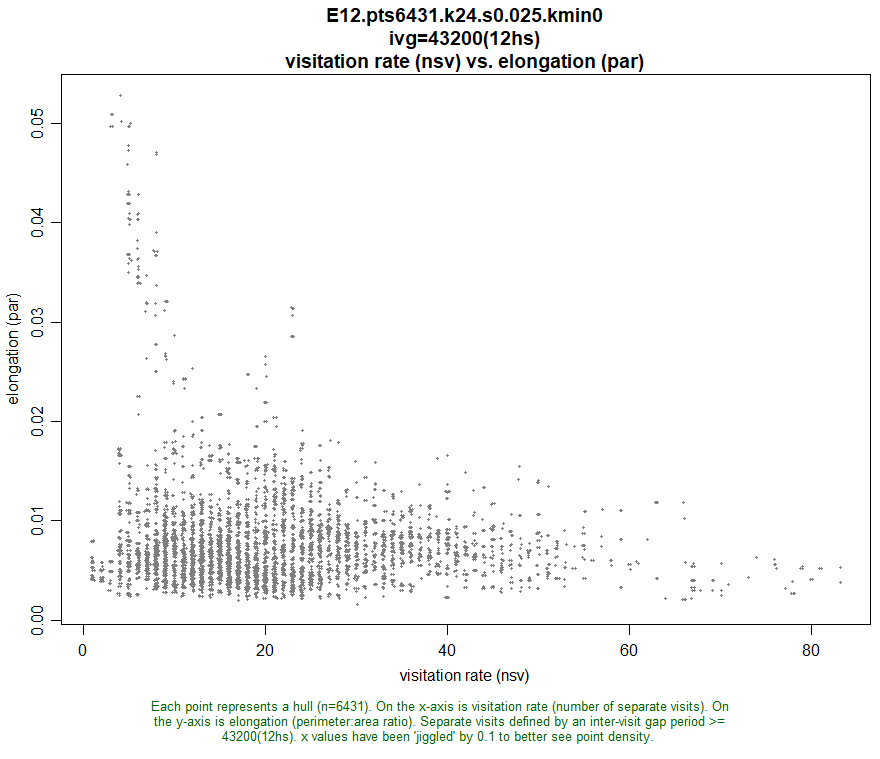 E12.pts6431.k24.s0.025.kmin0
ivg=43200(12hs)
visitation rate (nsv) vs. elongation (par)
0.05
0.04
0.03
0.02
0.01
0.00
elongation (par)
0 20 40 60 80
visitation rate (nsv)
Each point represents a hull (n=6431). On the x-axis is visitation rate (number of separate visits). On
the y-axis is elongation (perimeter:area ratio). Separate visits defined by an inter-visit gap period >=
43200(12hs). x values have been 'jiggled' by 0.1 to better see point density.